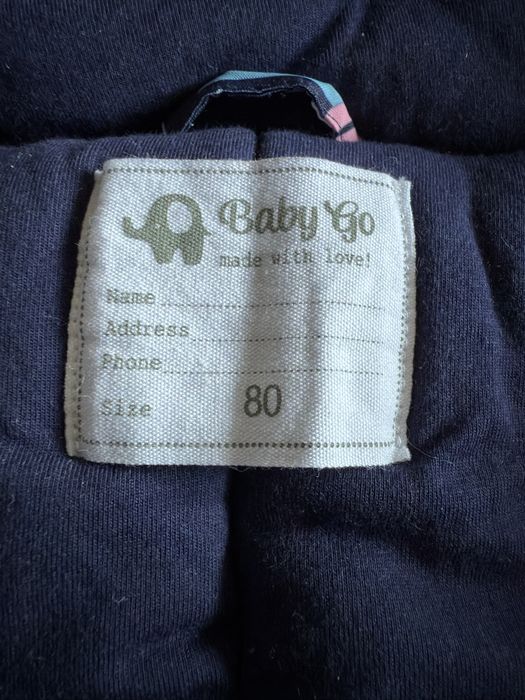 Baby Go
made with love!
Name
Address
Phone
Size 80